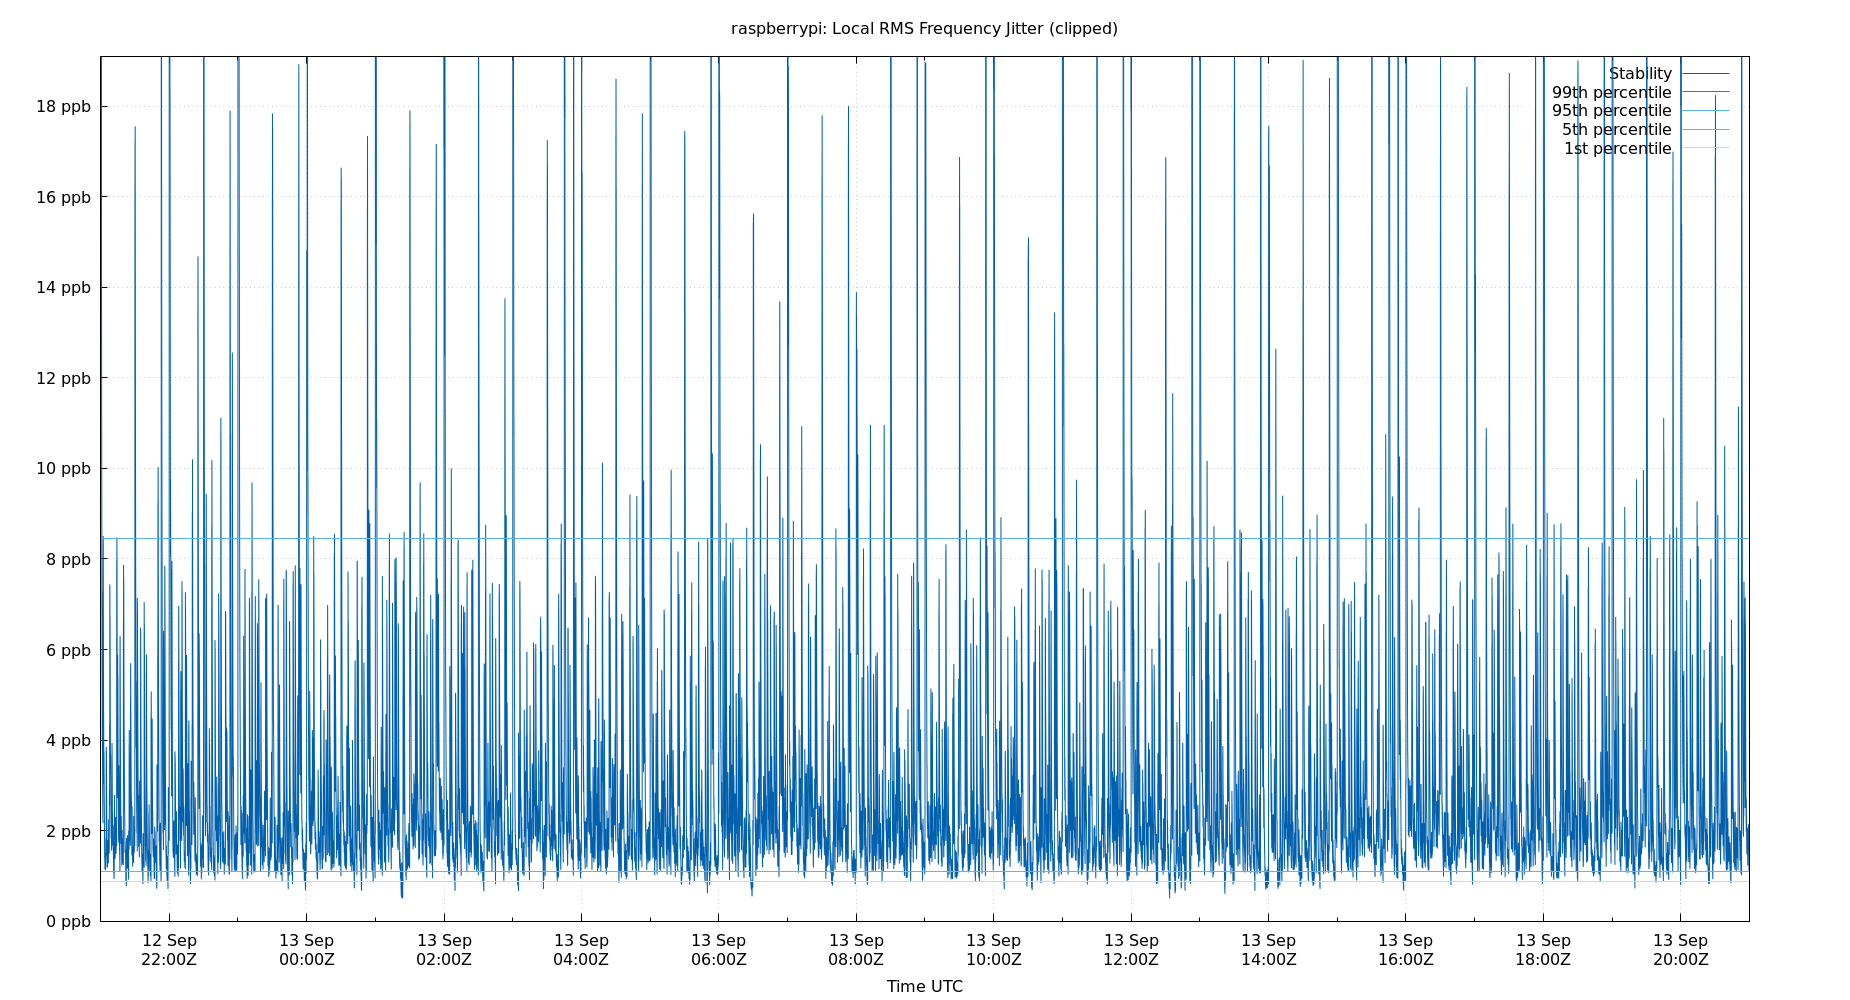 raspberrypi: Local RMS Frequency Jitter (clipped)
Stability
99th percentile
95th percentile
5th percentile
1st percentile
18 ppb
16 ppb
14 ppb
12 ppb
10 ppb
8 ppb
6 ppb
4 ppb
2 ppb
0 ppb
12 Sep 13 Sep 13 Sep 13 Sep 13 Sep 13 Sep 13 Sep 13 Sep 13 Sep 13 Sep 13 Sep 13 Sep
22:00Z 00:00Z 02:00Z 04:00Z 06:00Z 08:00Z 10:00Z 12:00Z 14:00Z 16:00Z 18:00Z 20:00Z
Time UTC